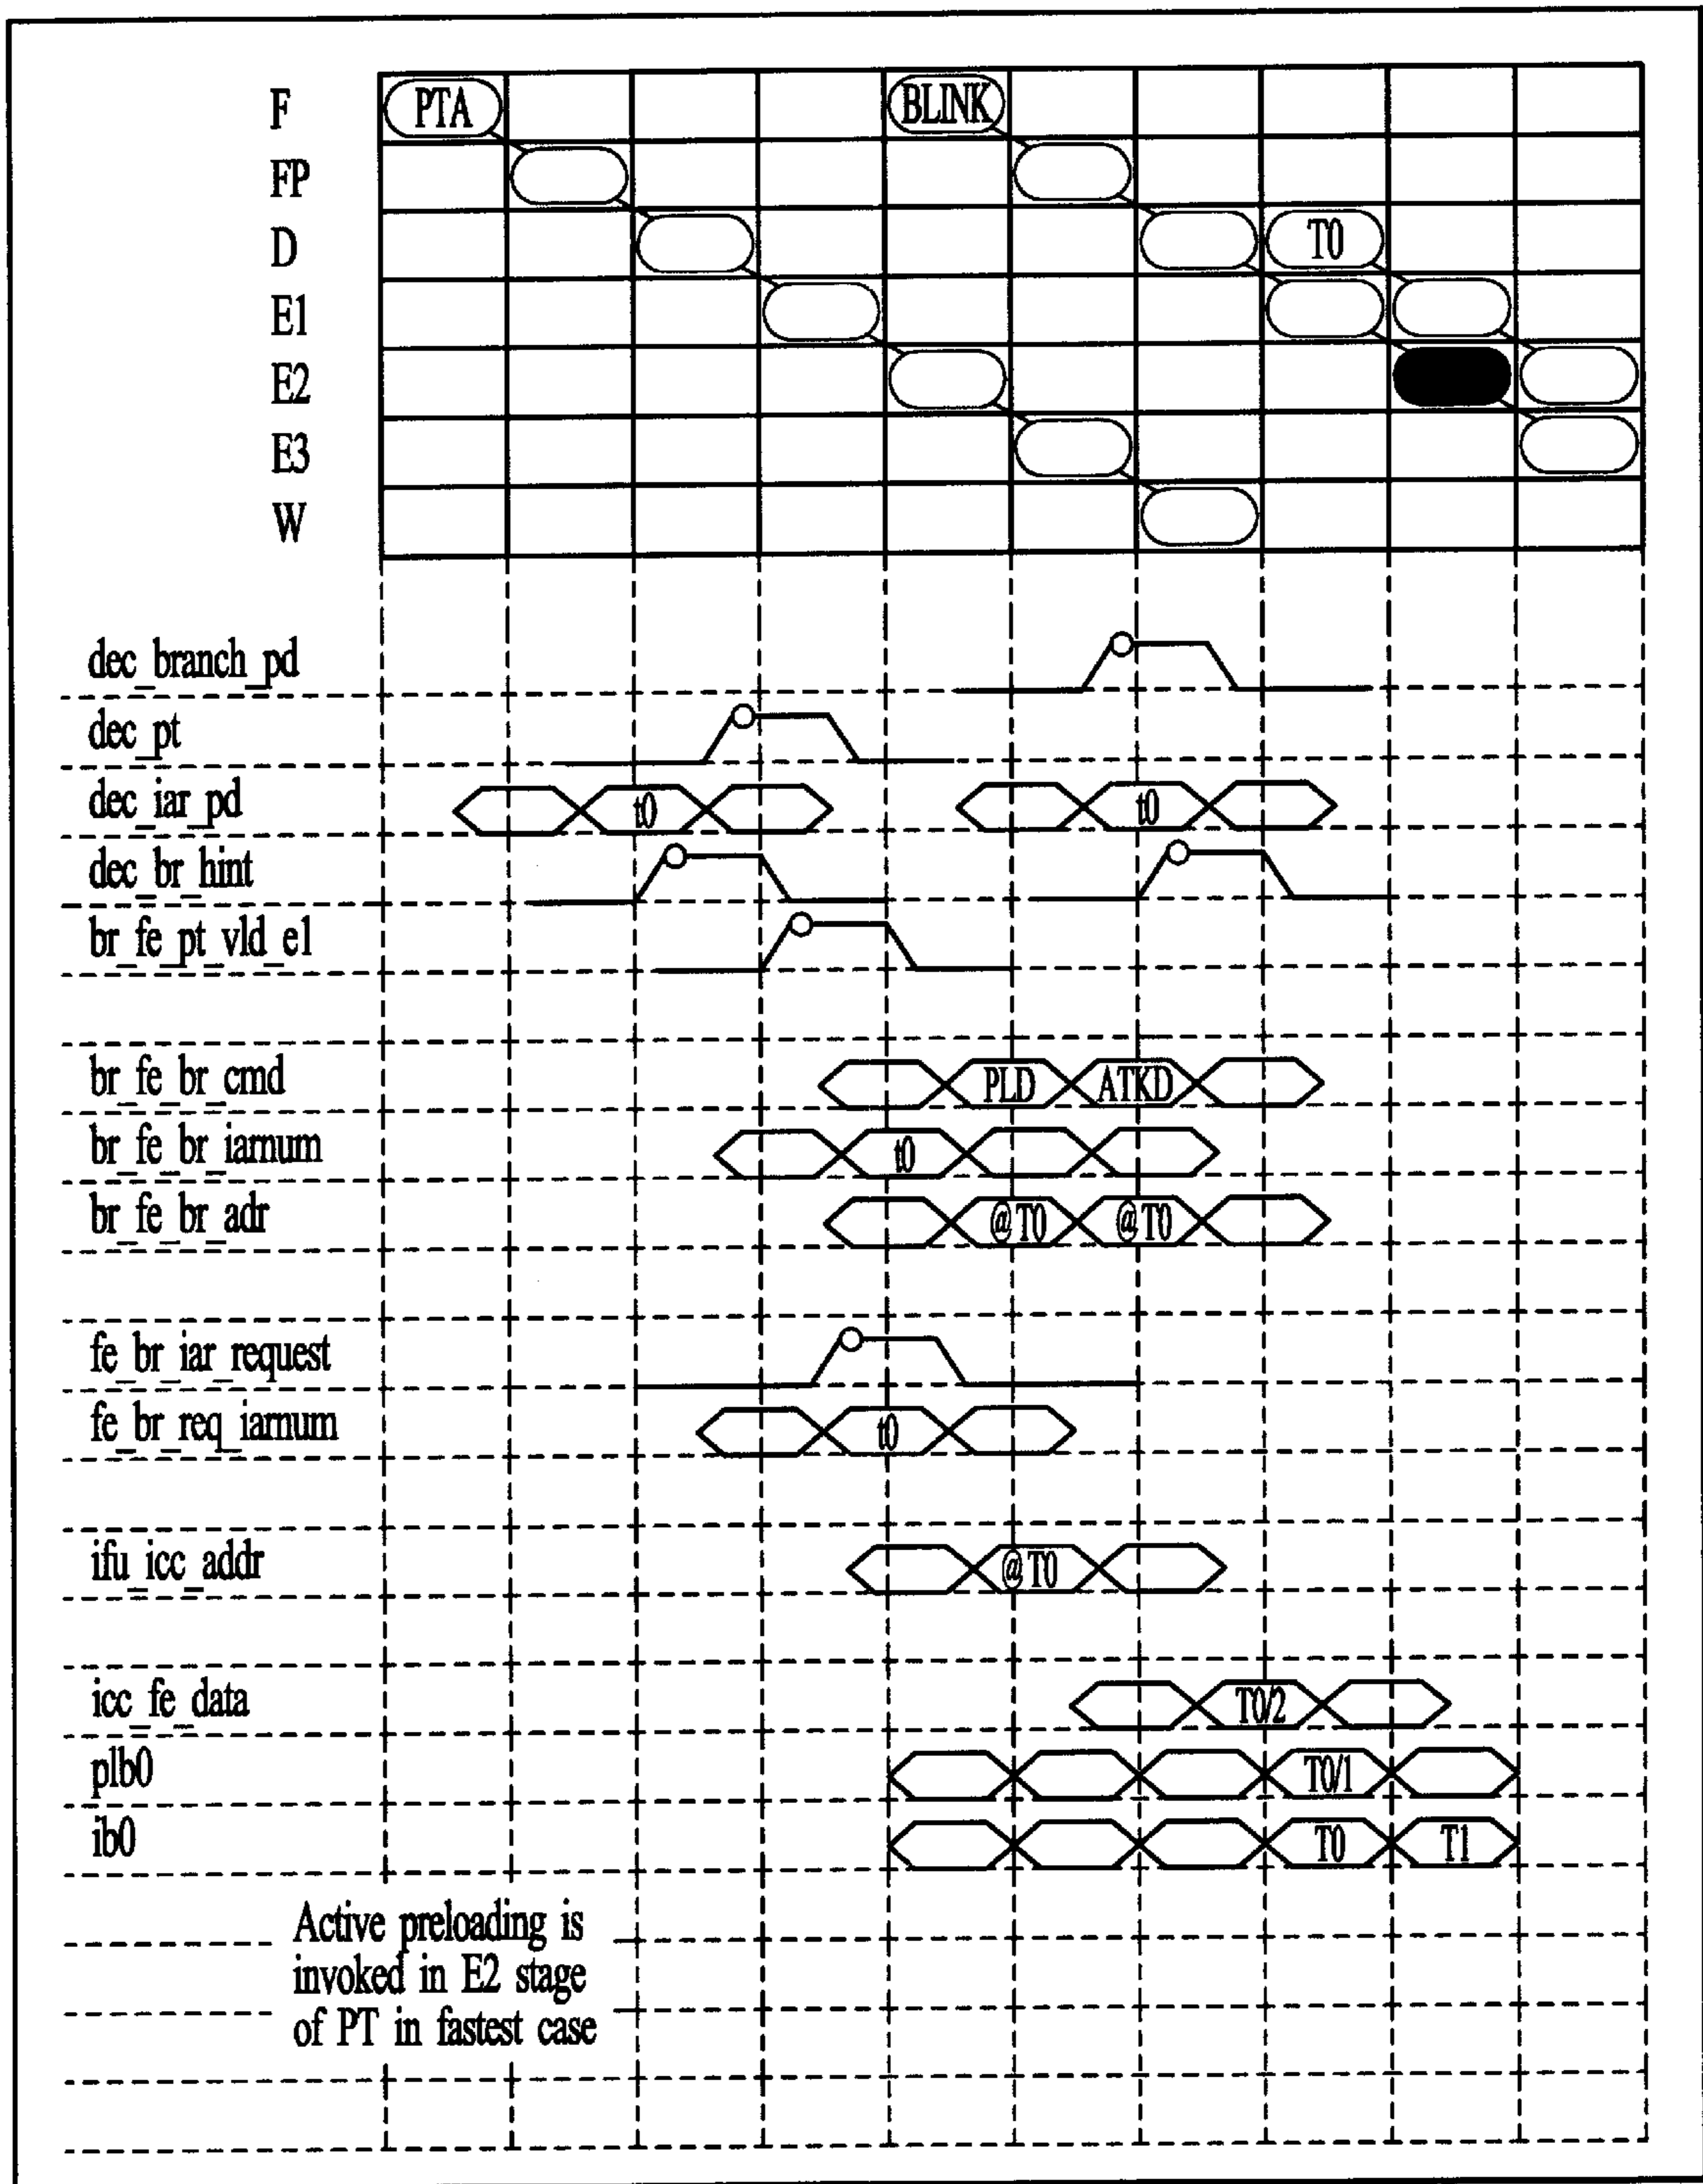 F PTA BLINK
FP
D T0
E1
E2
E3
W
dec_branch_pd
dec_pt
dec_iar_pd t0 t0
dec_br_hint
br_fe_pt_vld_e1
br_fe_br_cmd PLD ATKD
br_fe_br_iarnum t0
br_fe_br_adr @T0 @T0
fe_br_iar_request
fe_br_req_iarnum t0
ifu_icc_addr @T0
icc_fe_data T0/2
plb0 T0/1
ib0 T0 T1
Active preloading is
invoked in E2 stage
of PT in fastest case